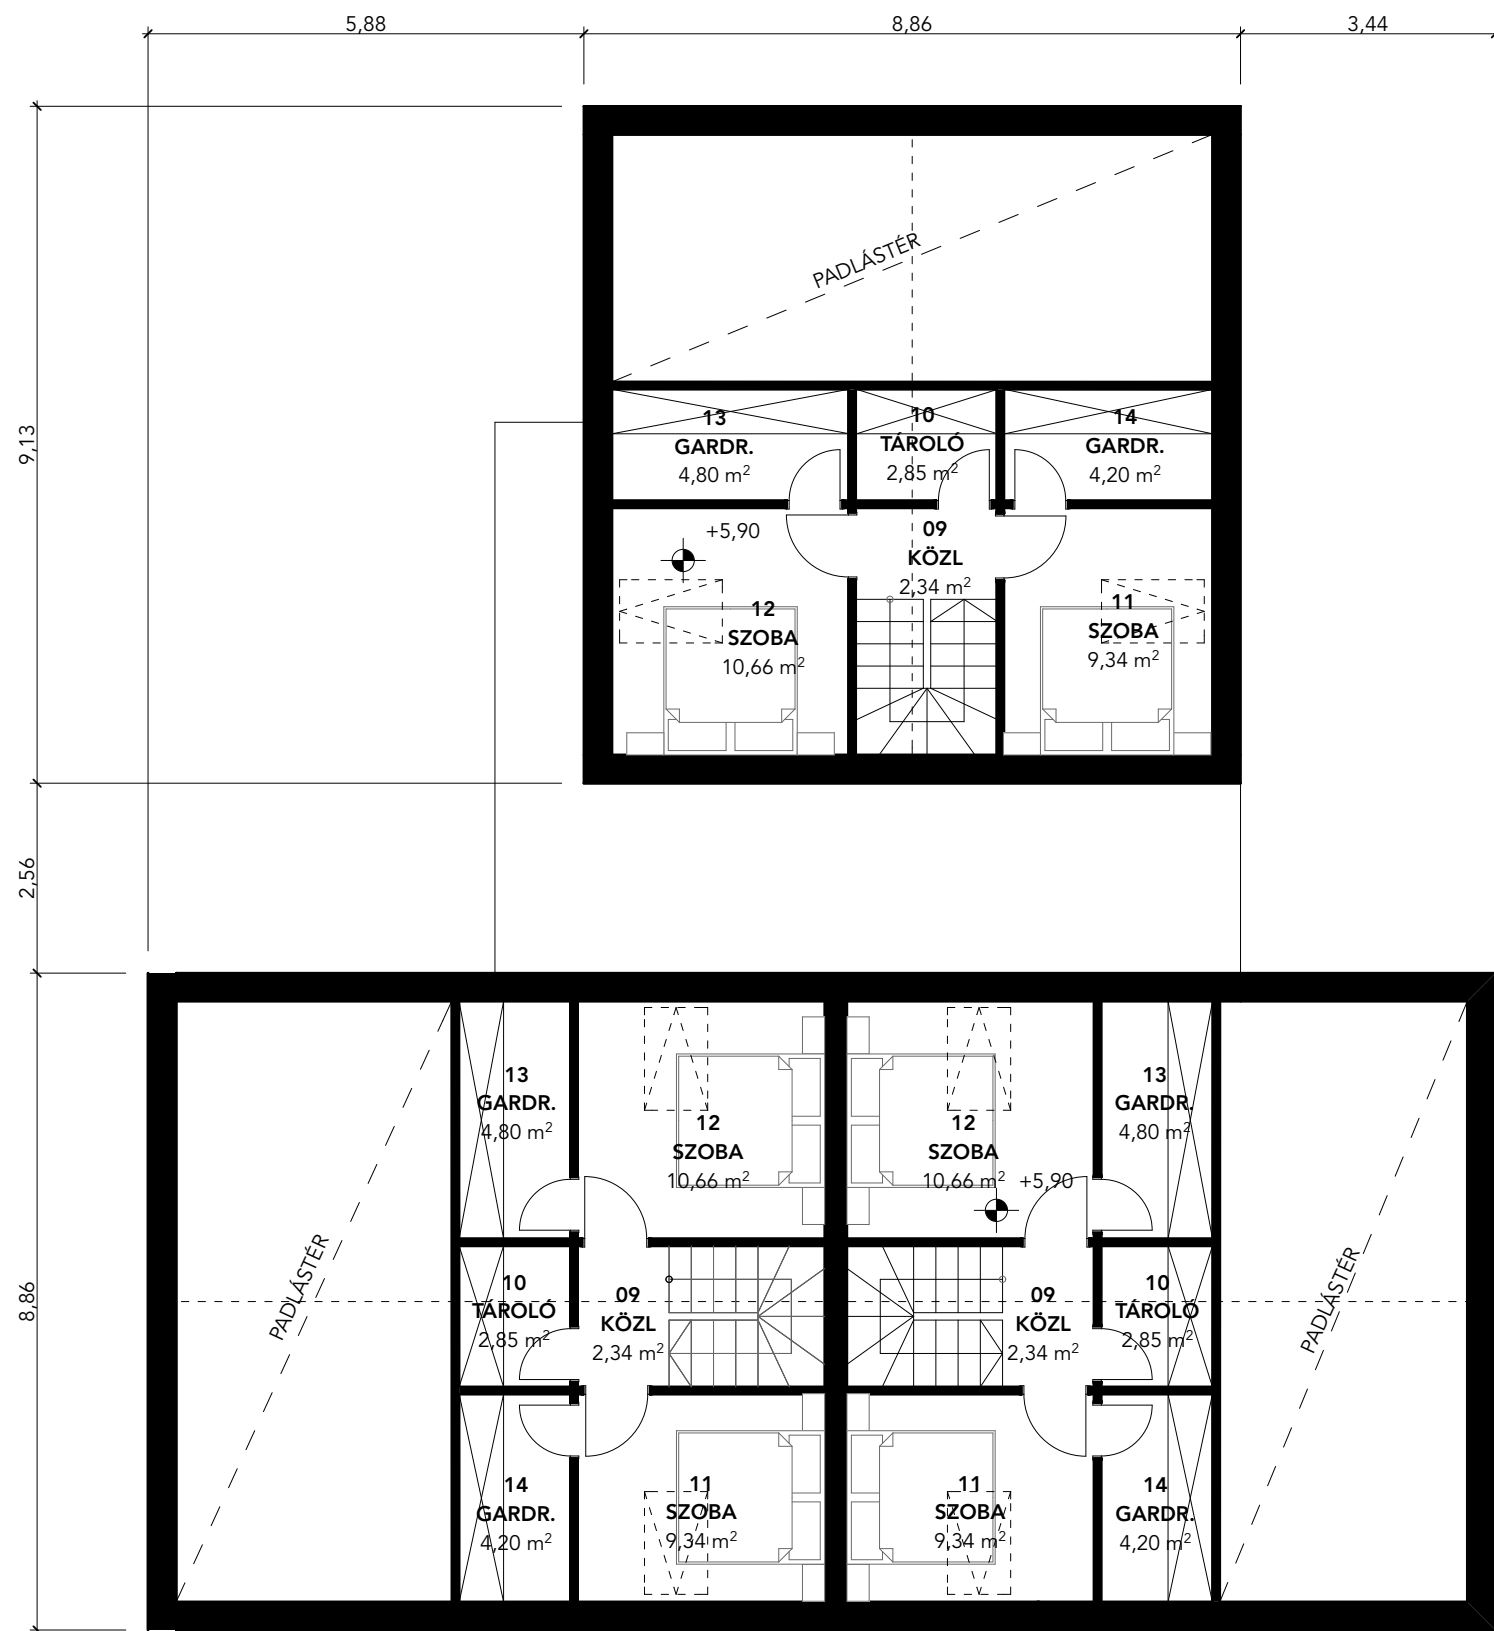 5,88
8,86
3,44
9,13
2,56
8,86
PADLÁSTÉR
13
GARDR.
4,80 m²
10
TÁROLÓ
2,85 m²
14
GARDR.
4,20 m²
+5,90
09
KÖZL
2,34 m²
12
SZOBA
10,66 m²
11
SZOBA
9,34 m²
13
GARDR.
4,80 m²
12
SZOBA
10,66 m²
12
SZOBA
10,66 m²
+5,90
13
GARDR.
4,80 m²
PADLÁSTÉR
10
TÁROLÓ
2,85 m²
09
KÖZL
2,34 m²
09
KÖZL
2,34 m²
10
TÁROLÓ
2,85 m²
PADLÁSTÉR
14
GARDR.
4,20 m²
11
SZOBA
9,34 m²
11
SZOBA
9,34 m²
14
GARDR.
4,20 m²